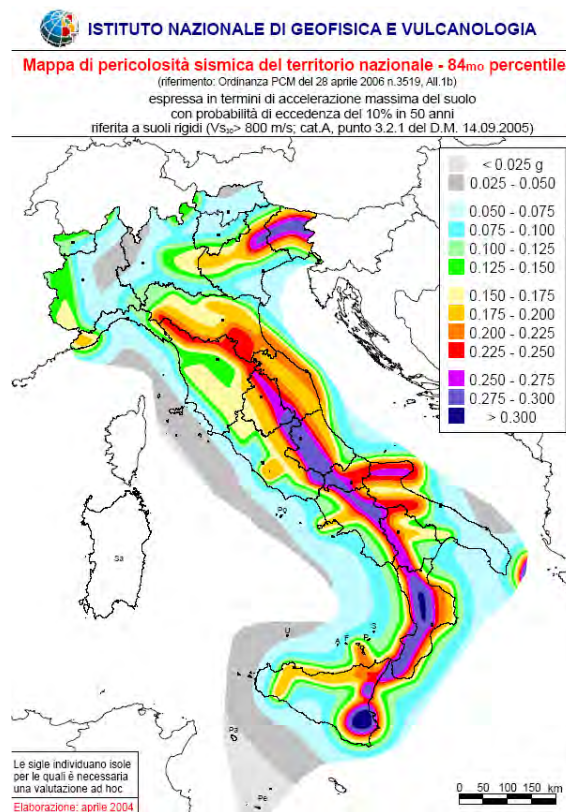 ISTITUTO NAZIONALE DI GEOFISICA E VULCANOLOGIA
Mappa di pericolosità sismica del territorio nazionale - 84mo percentile
(riferimento: Ordinanza PCM del 28 aprile 2006 n.3519, All.1b)
espressa in termini di accelerazione massima del suolo
con probabilità di eccedenza del 10% in 50 anni
riferita a suoli rigidi (Vs30> 800 m/s; cat.A, punto 3.2.1 del D.M. 14.09.2005)
< 0.025 g
0.025 - 0.050
0.050 - 0.075
0.075 - 0.100
0.100 - 0.125
0.125 - 0.150
0.150 - 0.175
0.175 - 0.200
0.200 - 0.225
0.225 - 0.250
0.250 - 0.275
0.275 - 0.300
> 0.300
Po
Sa
U
S
A F P
Pa
Pe
Le sigle individuano isole
per le quali è necessaria
una valutazione ad hoc
Elaborazione: aprile 2004
0 50 100 150 km